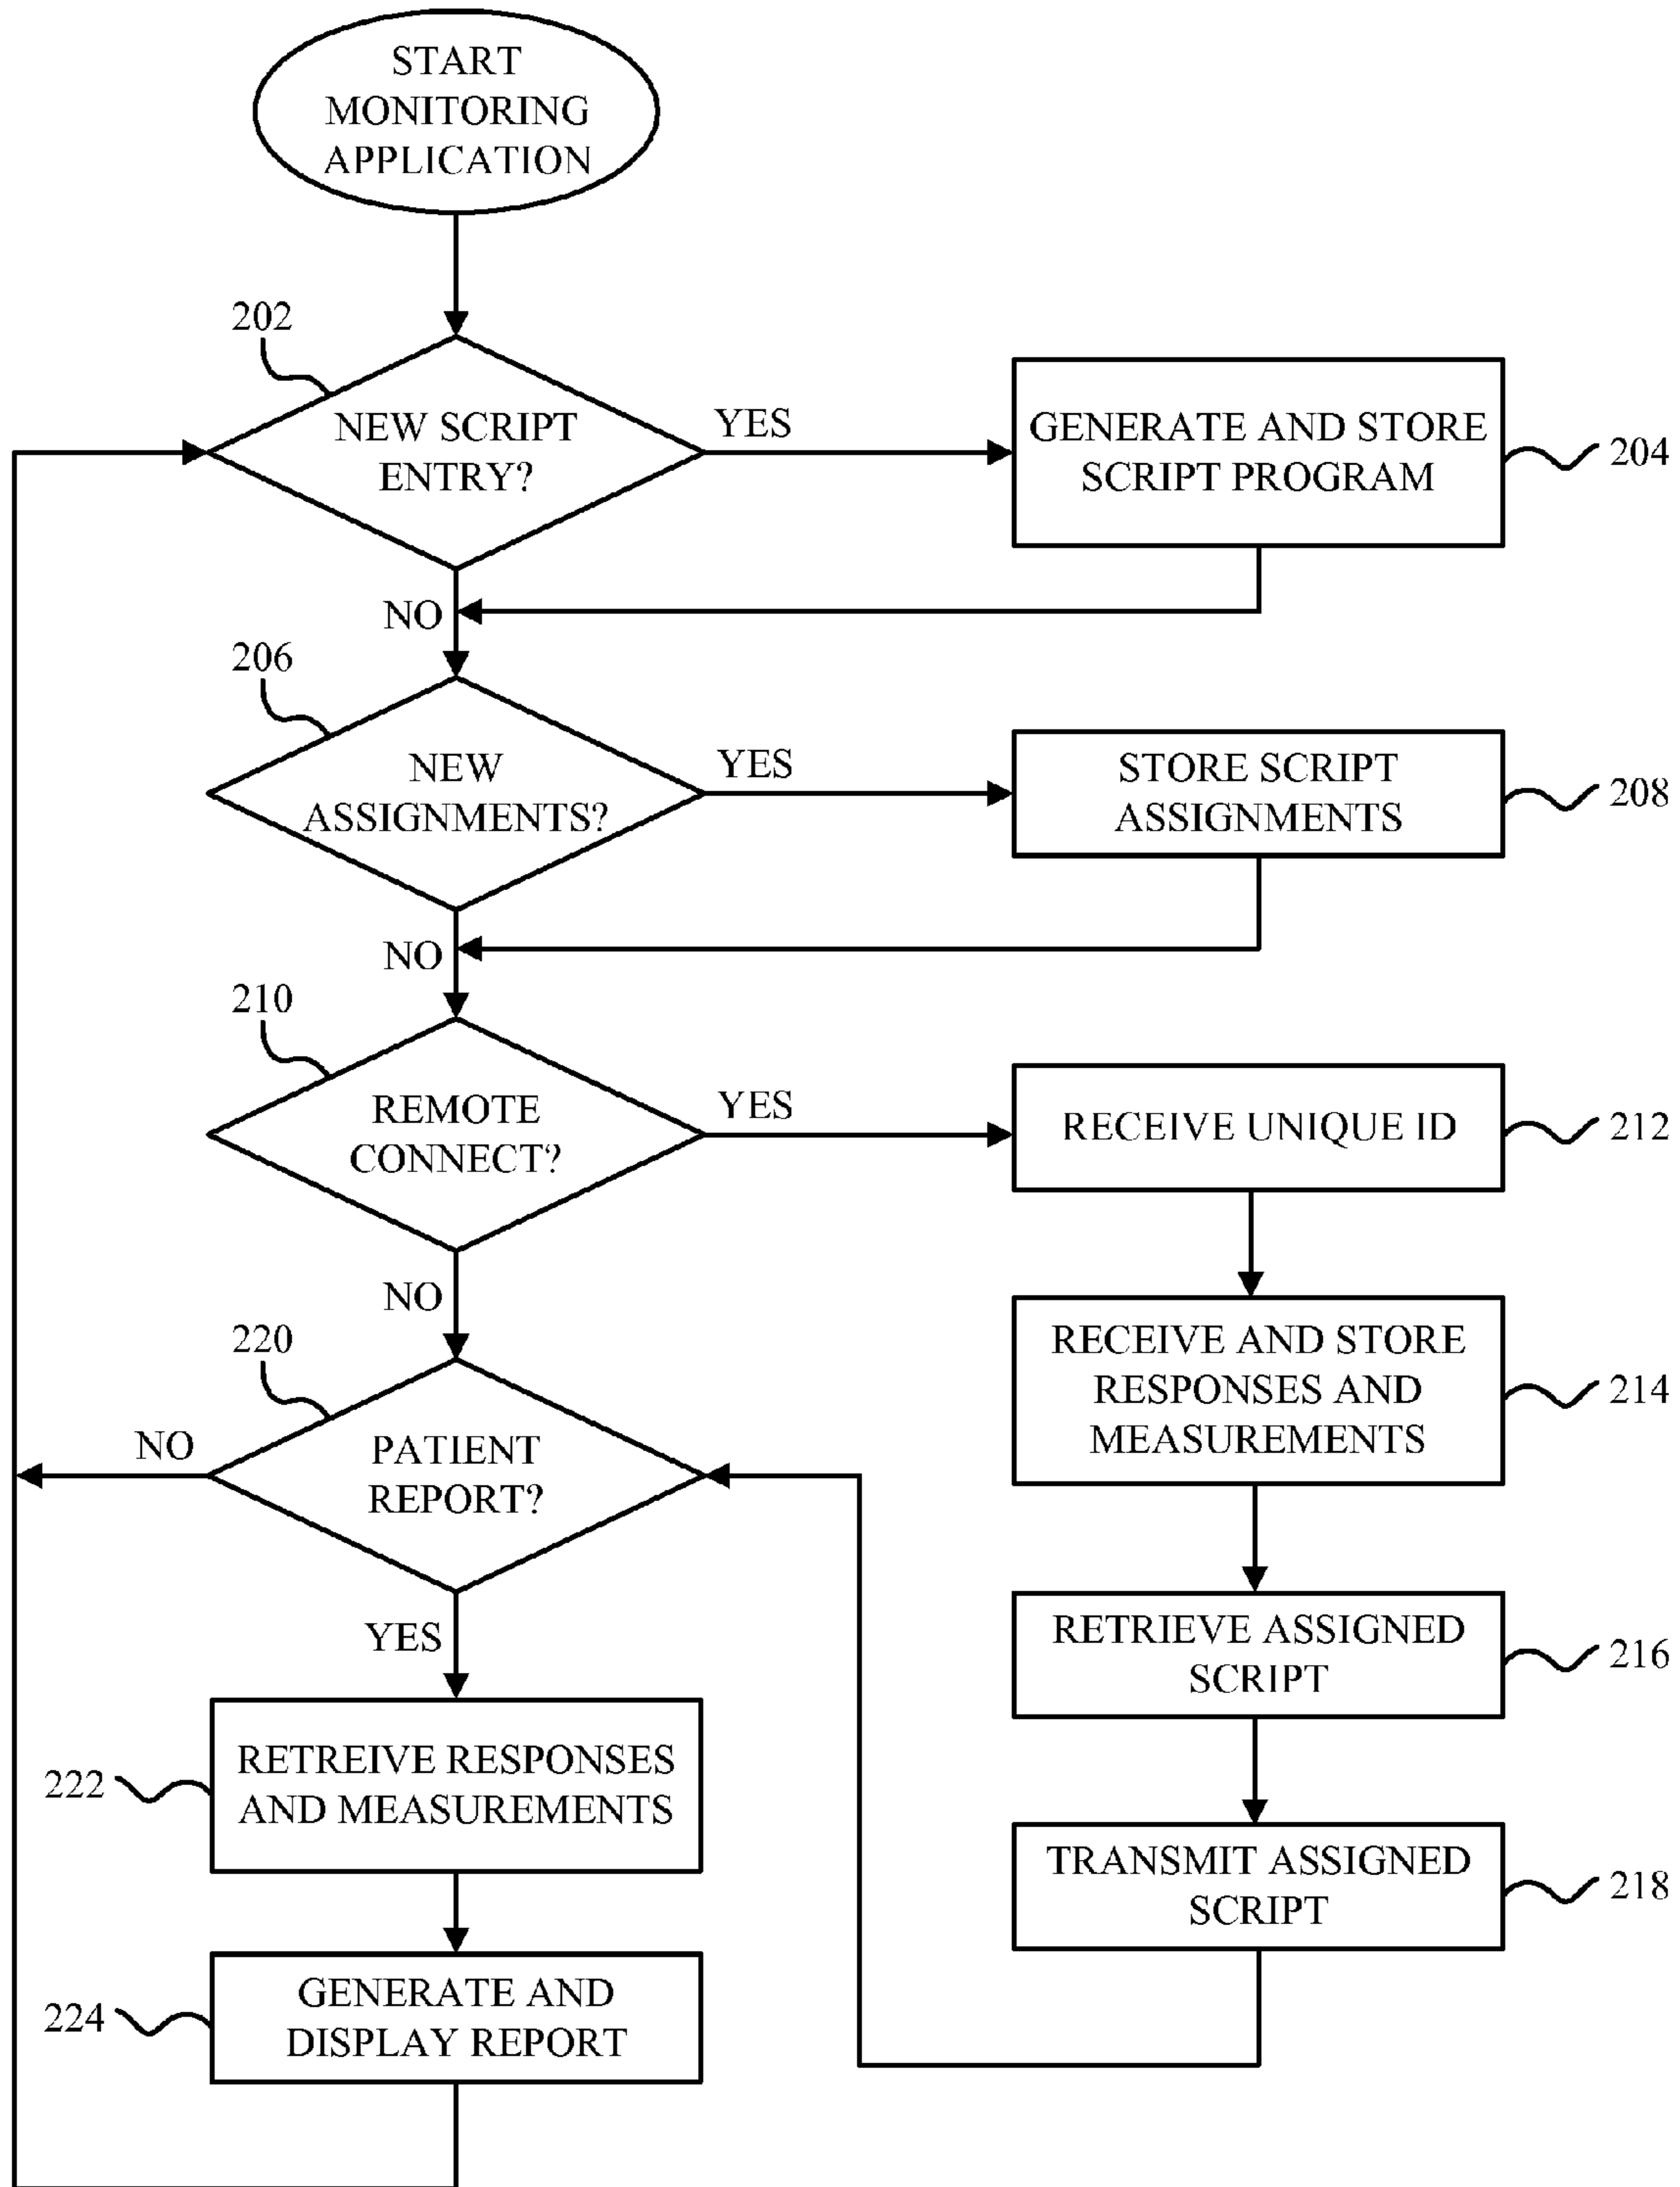 START
MONITORING
APPLICATION
202
NEW SCRIPT
ENTRY?
YES
GENERATE AND STORE
SCRIPT PROGRAM
204
NO
206
NEW
ASSIGNMENTS?
YES
STORE SCRIPT
ASSIGNMENTS
208
NO
210
REMOTE
CONNECT?
YES
RECEIVE UNIQUE ID
212
NO
220
PATIENT
REPORT?
NO
RECEIVE AND STORE
RESPONSES AND
MEASUREMENTS
214
YES
RETRIEVE ASSIGNED
SCRIPT
216
222
RETREIVE RESPONSES
AND MEASUREMENTS
TRANSMIT ASSIGNED
SCRIPT
218
224
GENERATE AND
DISPLAY REPORT